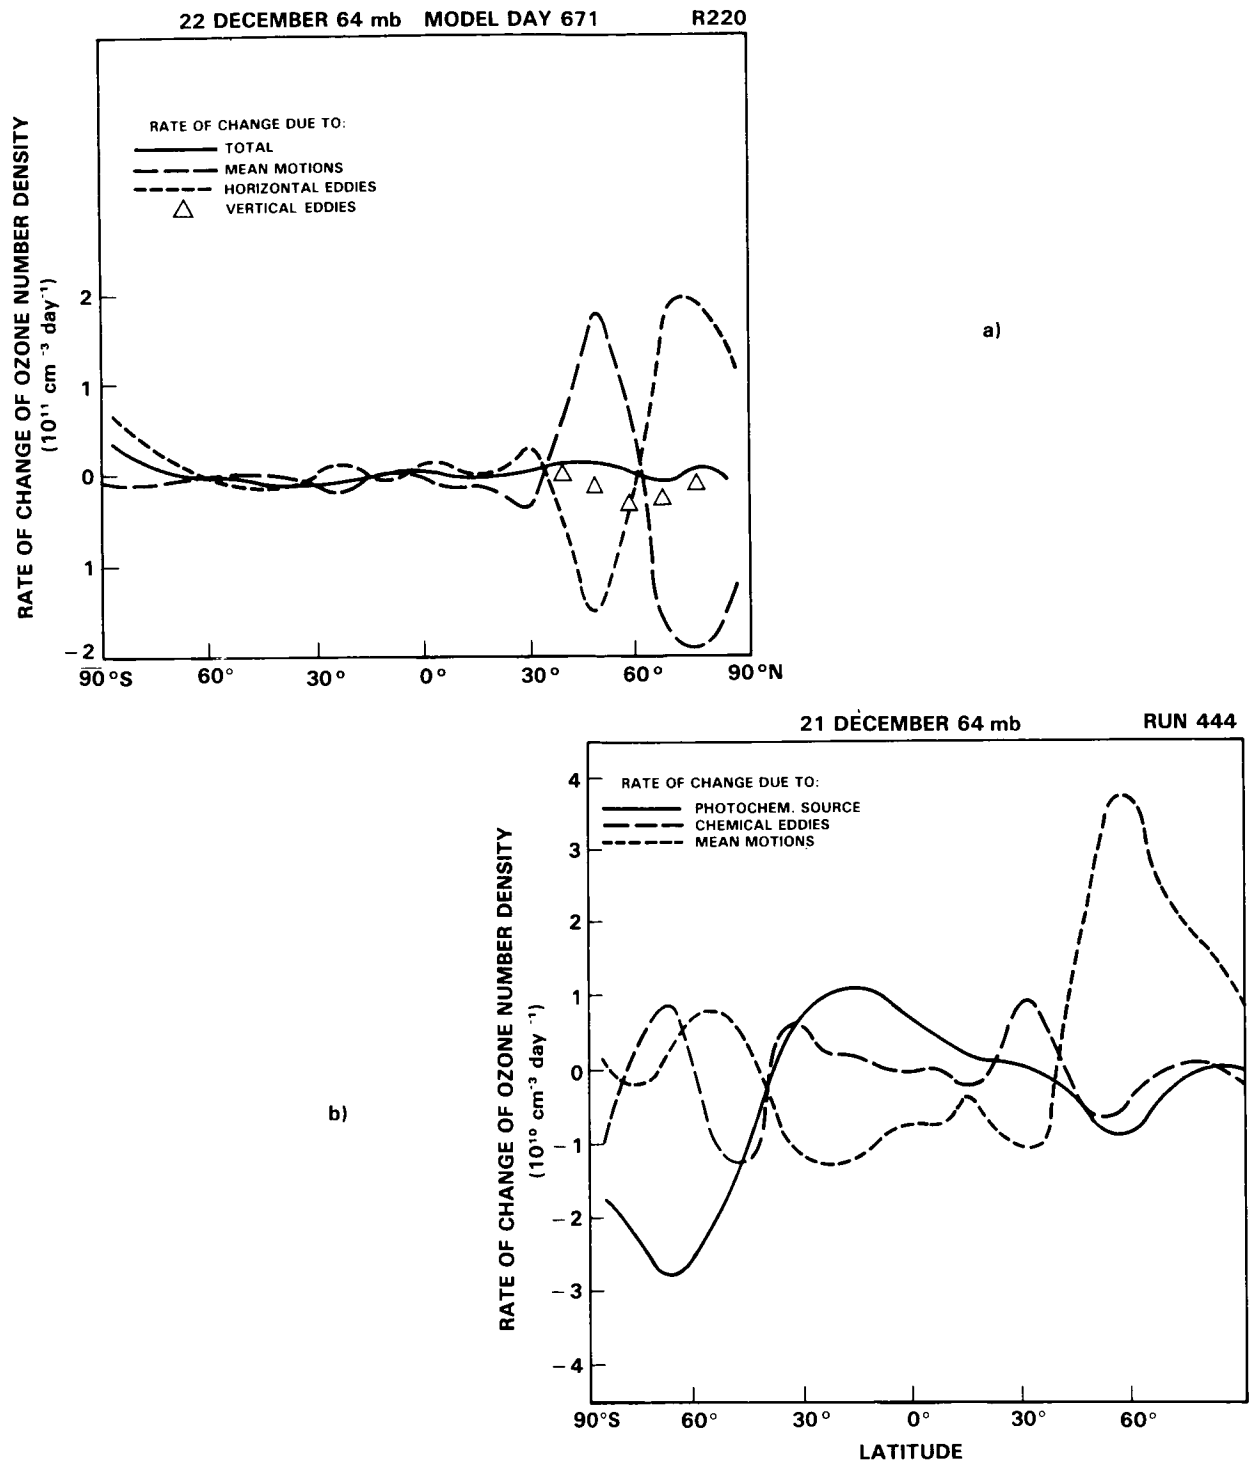 22 DECEMBER 64 mb MODEL DAY 671 R220
RATE OF CHANGE OF OZONE NUMBER DENSITY
(10¹¹ cm ⁻³ day⁻¹)
RATE OF CHANGE DUE TO:
TOTAL
MEAN MOTIONS
HORIZONTAL EDDIES
VERTICAL EDDIES
2
1
0
1
−2
90°S 60° 30° 0° 30° 60° 90°N
a)
21 DECEMBER 64 mb RUN 444
RATE OF CHANGE OF OZONE NUMBER DENSITY
(10¹⁰ cm⁻³ day ⁻¹)
RATE OF CHANGE DUE TO:
PHOTOCHEM. SOURCE
CHEMICAL EDDIES
MEAN MOTIONS
4
3
2
1
0
−1
−2
−3
−4
90°S 60° 30° 0° 30° 60°
LATITUDE
b)